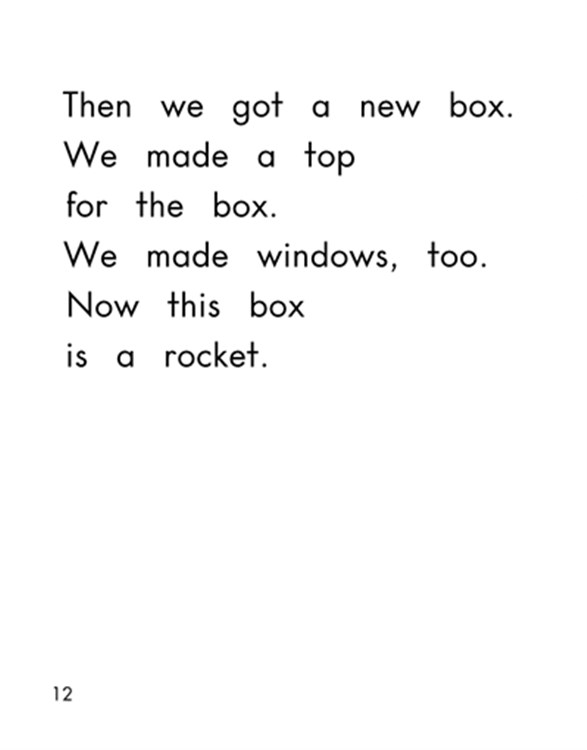 Then we got a new box.
We made a top
for the box.
We made windows, too.
Now this box
is a rocket.
12